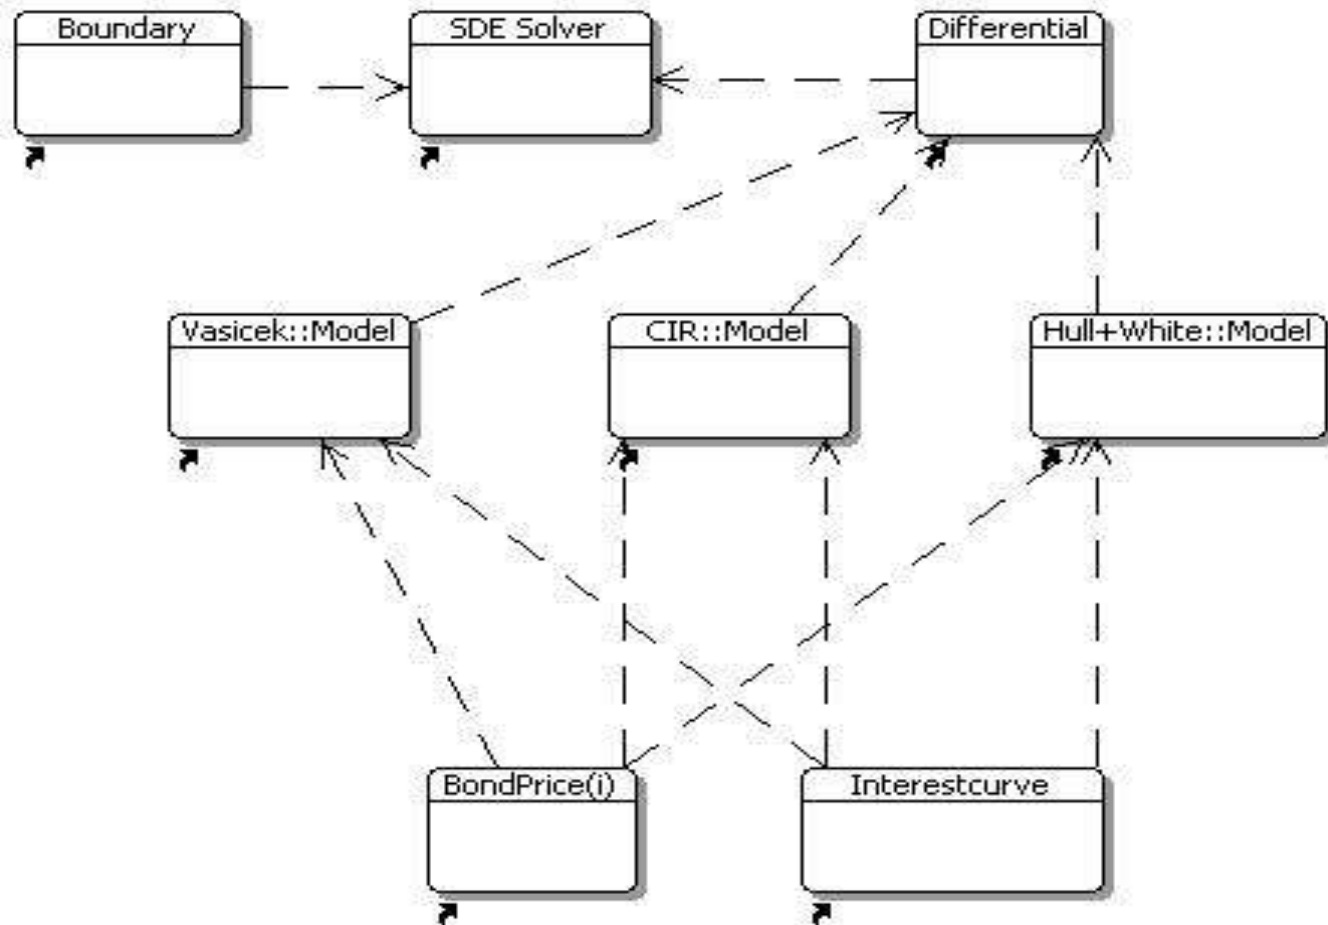 Boundary
SDE Solver
Differential
Vasicek::Model
CIR::Model
Hull+White::Model
BondPrice(i)
Interestcurve